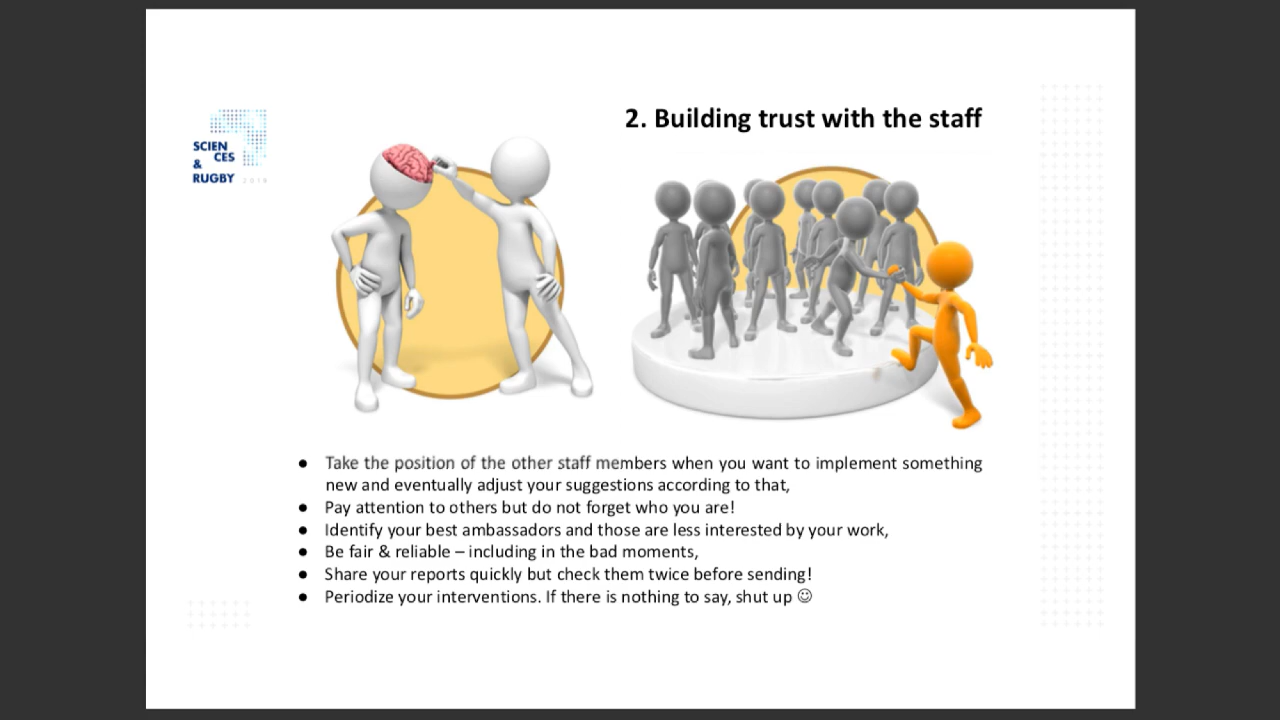 SCIEN
CES
&
RUGBY 2019
2. Building trust with the staff
● Take the position of the other staff members when you want to implement something
new and eventually adjust your suggestions according to that,
● Pay attention to others but do not forget who you are!
● Identify your best ambassadors and those are less interested by your work,
● Be fair & reliable – including in the bad moments,
● Share your reports quickly but check them twice before sending!
● Periodize your interventions. If there is nothing to say, shut up ☺